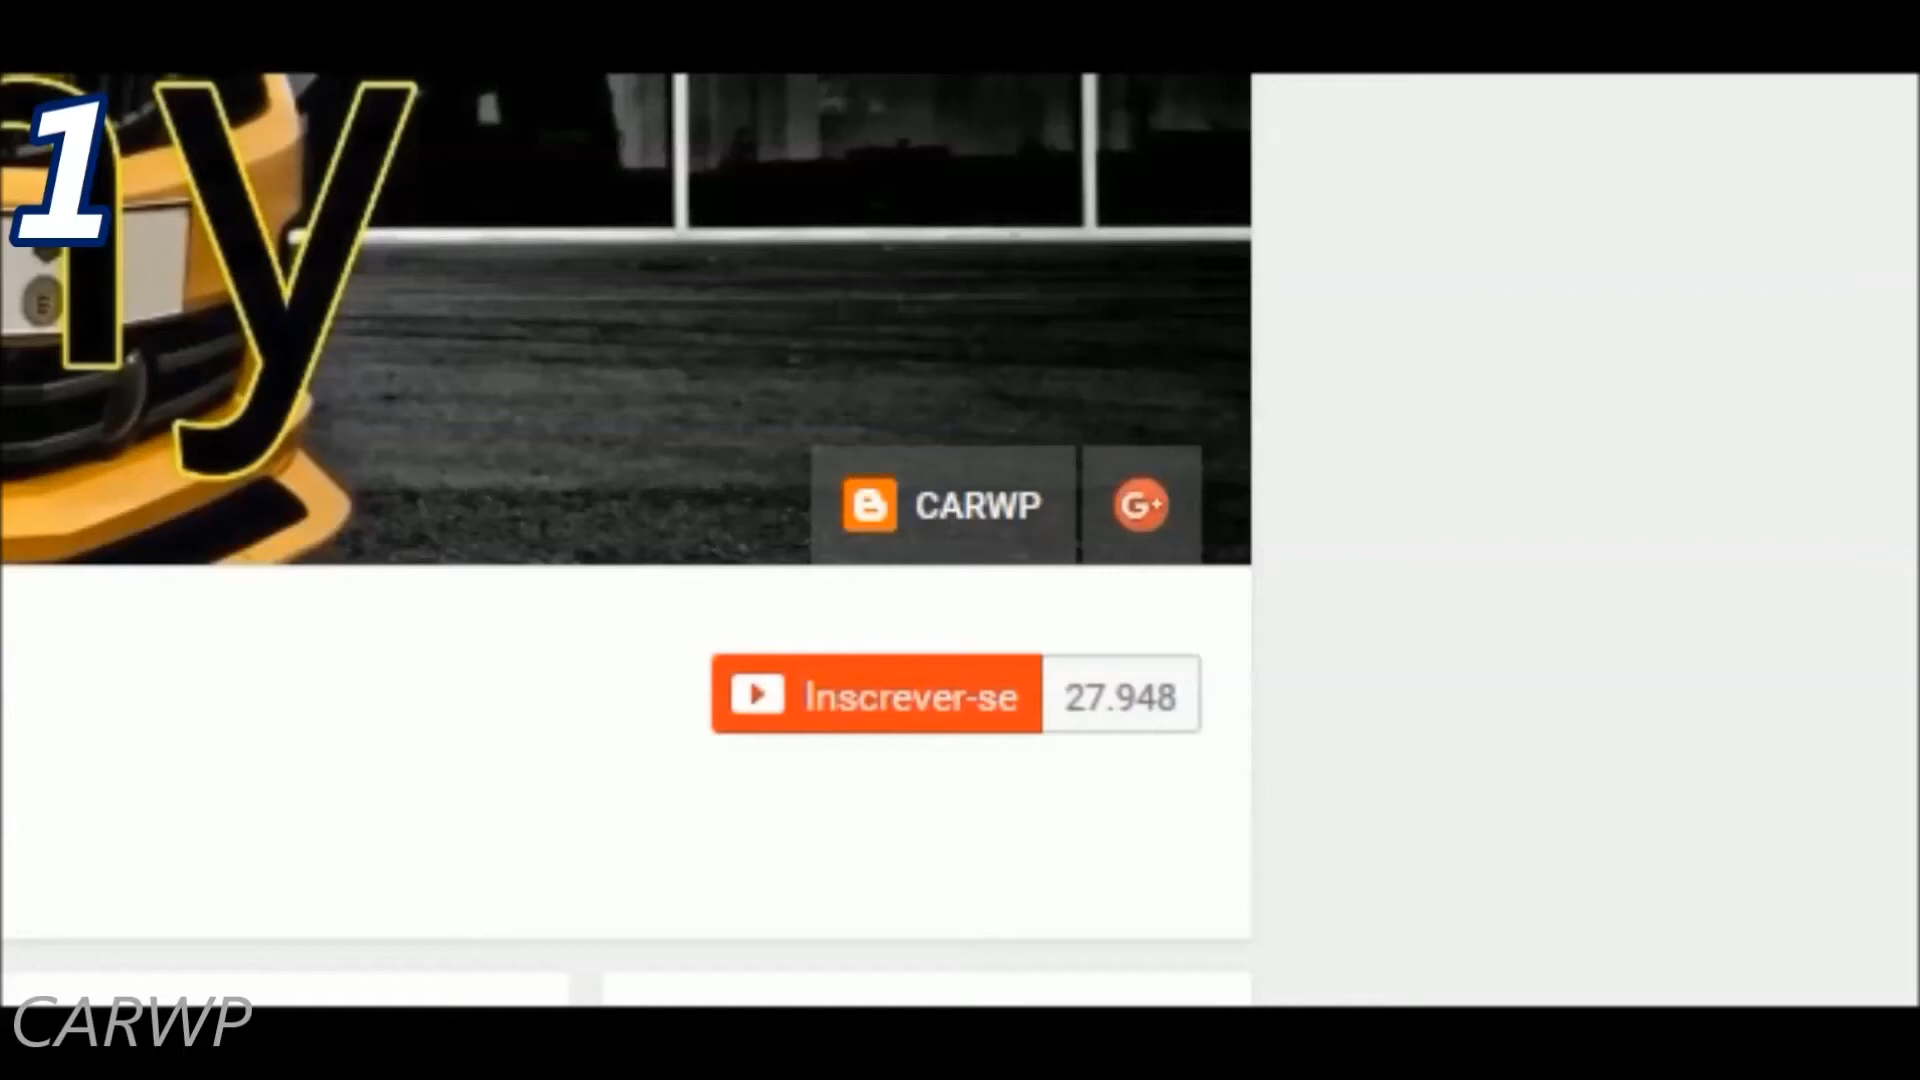 1
y
CARWP
G+
Inscrever-se 27.948
CARWP